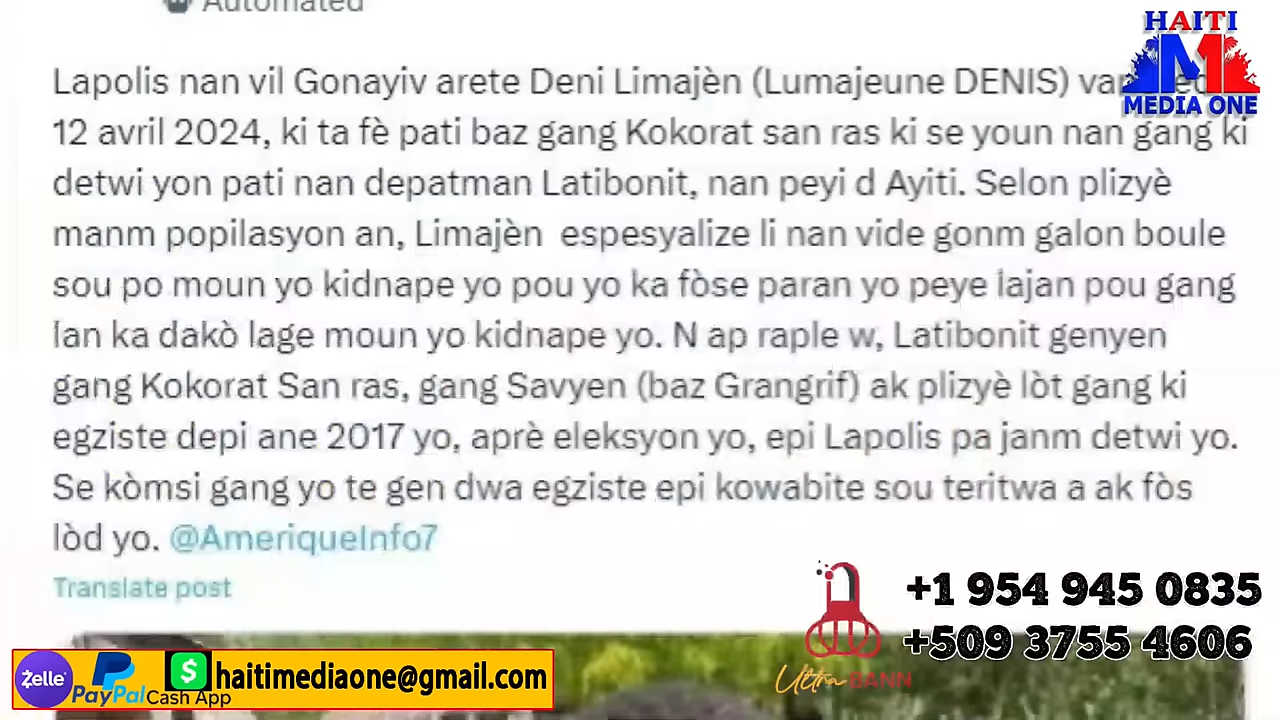 Automated
HAITI
M
MEDIA ONE
Lapolis nan vil Gonayiv arete Deni Limajèn (Lumajeune DENIS)
12 avril 2024, ki ta fè pati baz gang Kokorat san ras ki se youn nan gang ki
detwi yon pati nan depatman Latibonit, nan peyi d Ayiti. Selon plizyè
manm popilasyon an, Limajèn espesyalize li nan vide gonm galon boule
sou po moun yo kidnape yo pou yo ka fòse paran yo peye lajan pou gang
lan ka dakò lage moun yo kidnape yo. N ap raple w, Latibonit genyen
gang Kokorat San ras, gang Savyen (baz Grangrif) ak plizyè lòt gang ki
egziste depi ane 2017 yo, aprè eleksyon yo, epi Lapolis pa janm detwi yo.
Se kòmsi gang yo te gen dwa egziste epi kowabite sou teritwa a ak fòs
lòd yo. @AmeriqueInfo7
Translate post
+1 954 945 0835
+509 3755 4606
Ultra BANN
Zelle PayPal $ Cash App haitimediaone@gmail.com